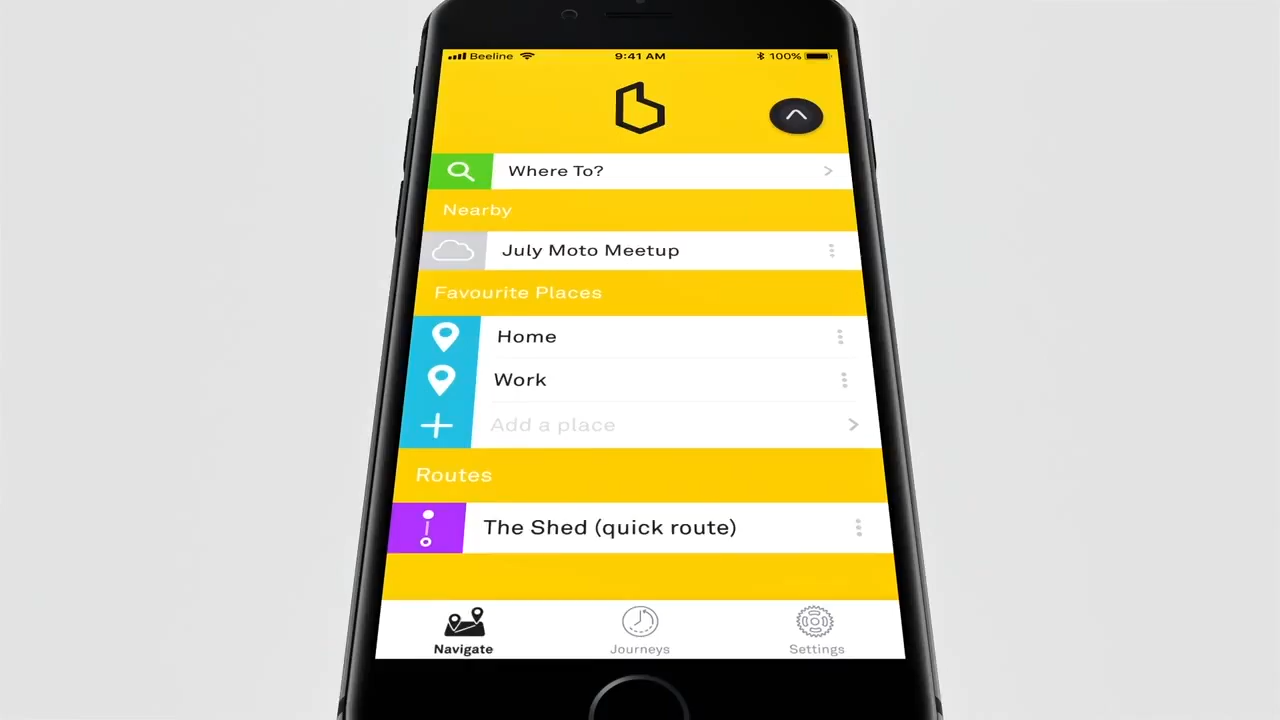 Beeline 9:41 AM 100%
Where To?
Nearby
July Moto Meetup
Favourite Places
Home
Work
Add a place
Routes
The Shed (quick route)
Navigate Journeys Settings